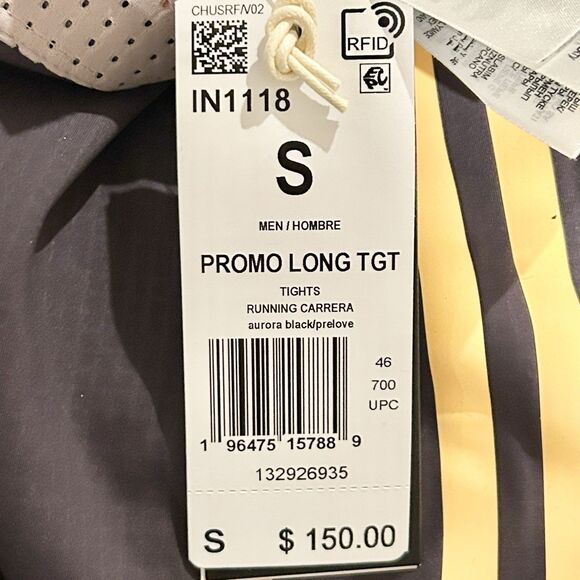 CHUSRF/V02
RFID
IN1118
S
MEN / HOMBRE
PROMO LONG TGT
TIGHTS
RUNNING CARRERA
aurora black/prelove
46
700
UPC
1 96475 15788 9
132926935
S $ 150.00